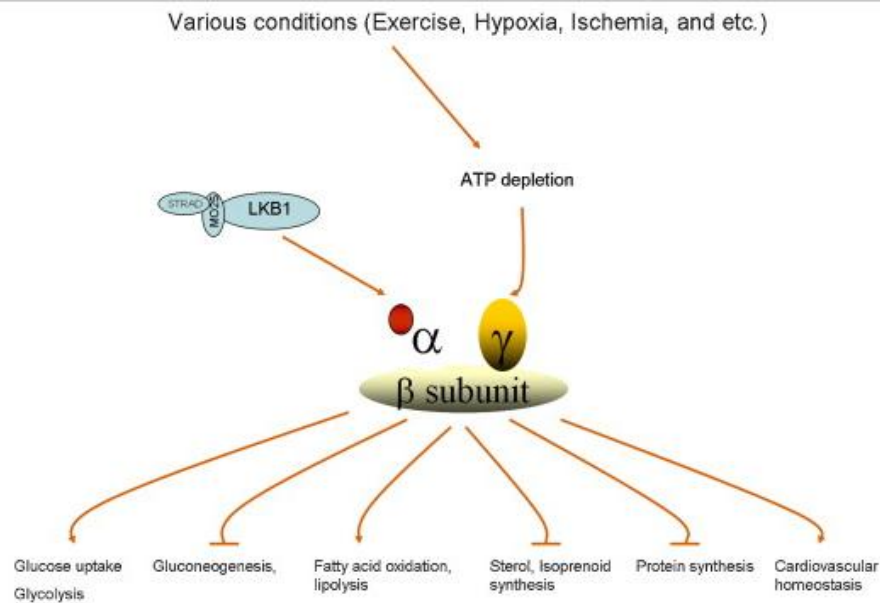 Various conditions (Exercise, Hypoxia, Ischemia, and etc.)
ATP depletion
STRAD
MO25
LKB1
α
γ
β subunit
Glucose uptake
Glycolysis
Gluconeogenesis,
Fatty acid oxidation,
lipolysis
Sterol, Isoprenoid
synthesis
Protein synthesis
Cardiovascular
homeostasis